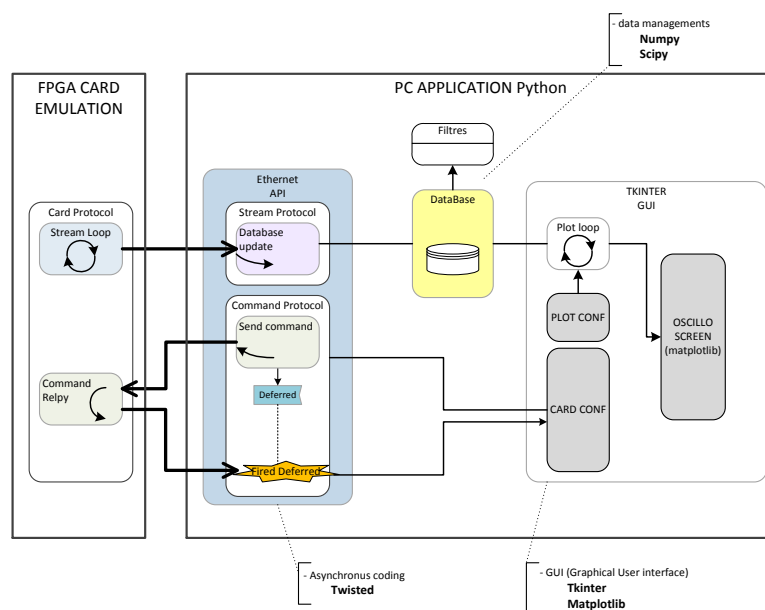 - data managements
Numpy
Scipy
FPGA CARD
EMULATION
PC APPLICATION Python
Filtres
Ethernet
API
TKINTER
GUI
DataBase
Card Protocol
Stream Loop
Stream Protocol
Database
update
Plot loop
PLOT CONF
OSCILLO
SCREEN
(matplotlib)
Command Protocol
Send command
Command
Relpy
Deferred
CARD CONF
Fired Deferred
- Asynchronus coding
Twisted
- GUI (Graphical User interface)
Tkinter
Matplotlib